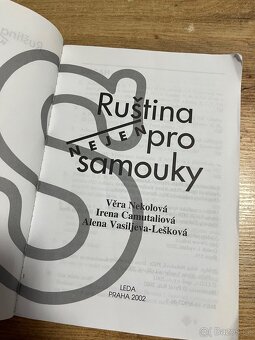 Ruština
NEJEN pro
samouky
Věra Nekolová
Irena Camutaliová
Alena Vasiljeva-Lešková
LEDA
PRAHA 2002